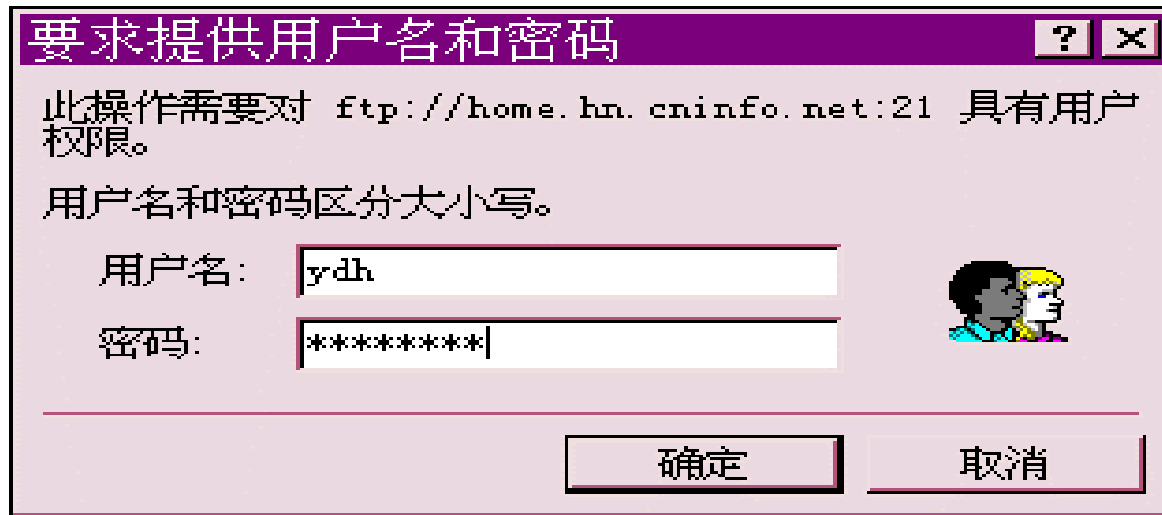 要求提供用户名和密码
此操作需要对 ftp://home.hn.cninfo.net:21 具有用户
权限。
用户名和密码区分大小写。
用户名: ydh
密码: ********
确定 取消